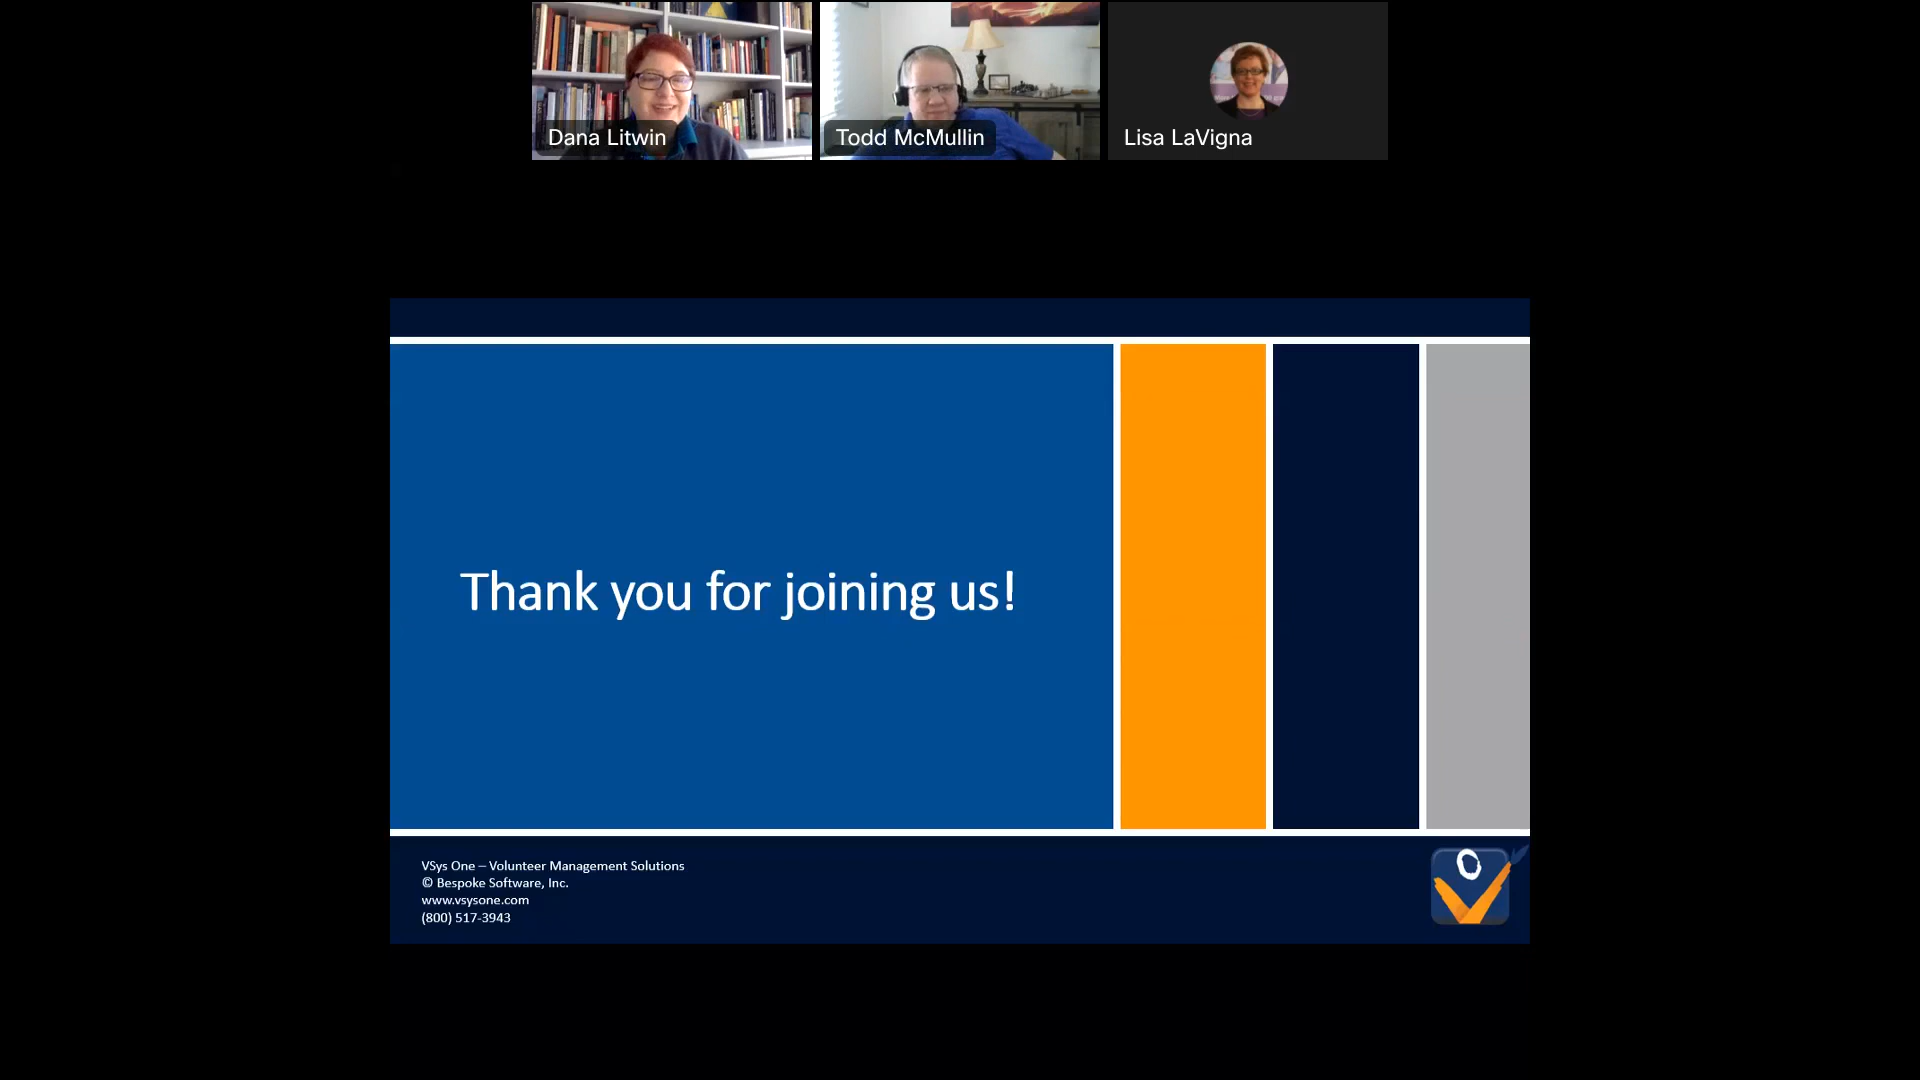 Dana Litwin
Todd McMullin
Lisa LaVigna
Thank you for joining us!
VSys One – Volunteer Management Solutions
© Bespoke Software, Inc.
www.vsysone.com
(800) 517-3943